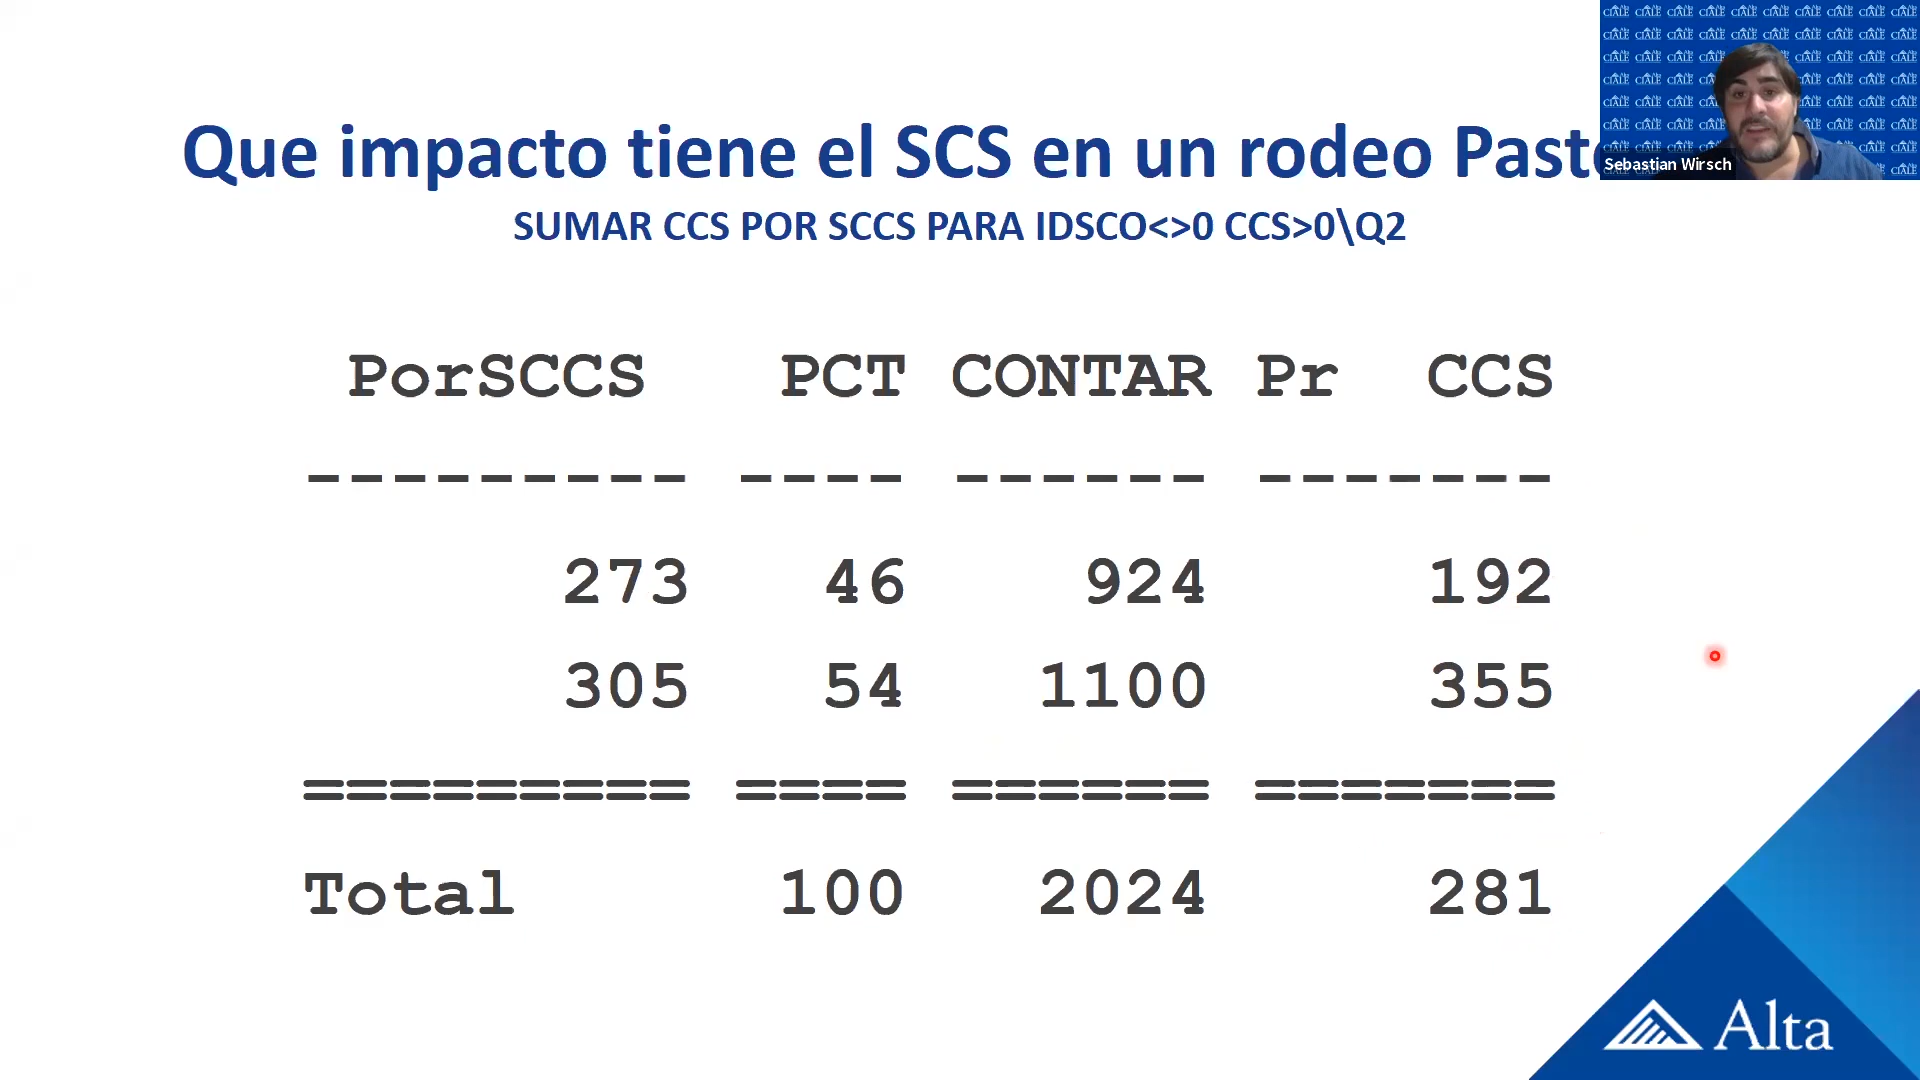 Que impacto tiene el SCS en un rodeo
SUMAR CCS POR SCCS PARA IDSCO<>0 CCS>0\Q2
PorSCCS PCT CONTAR Pr CCS
--------- ---- ------ -------
273 46 924 192
305 54 1100 355
========= ==== ====== =======
Total 100 2024 281
Sebastian Wirsch
Alta